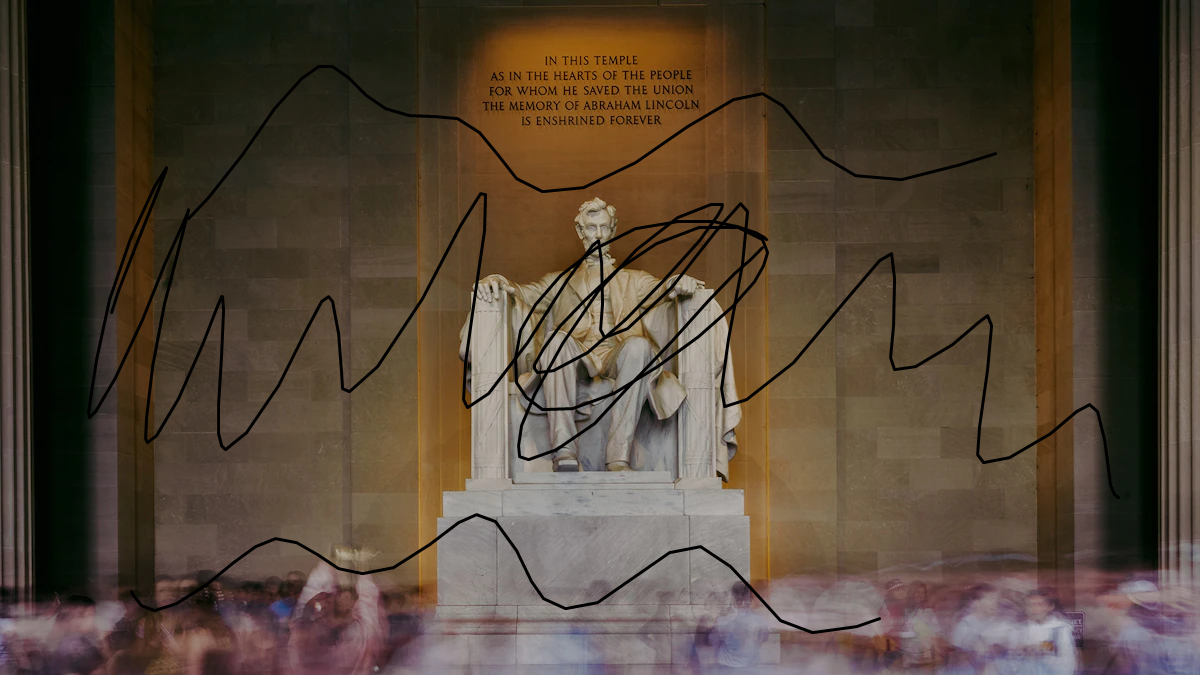 IN THIS TEMPLE
AS IN THE HEARTS OF THE PEOPLE
FOR WHOM HE SAVED THE UNION
THE MEMORY OF ABRAHAM LINCOLN
IS ENSHRINED FOREVER